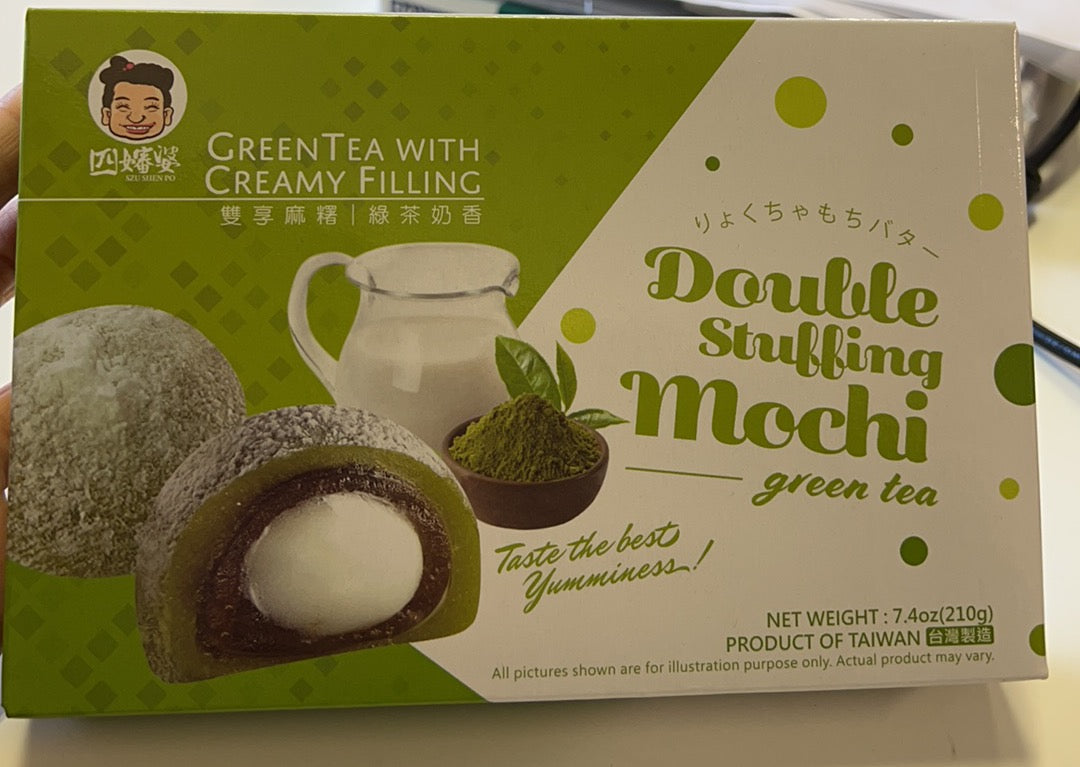 四嬸婆
SZU SHEN PO
GREENTEA WITH
CREAMY FILLING
雙享麻糬|綠茶奶香
りょくちゃもちバター
Double
Stuffing
Mochi
green tea
Taste the best
Yumminess!
NET WEIGHT : 7.4oz(210g)
PRODUCT OF TAIWAN 台灣製造
All pictures shown are for illustration purpose only. Actual product may vary.